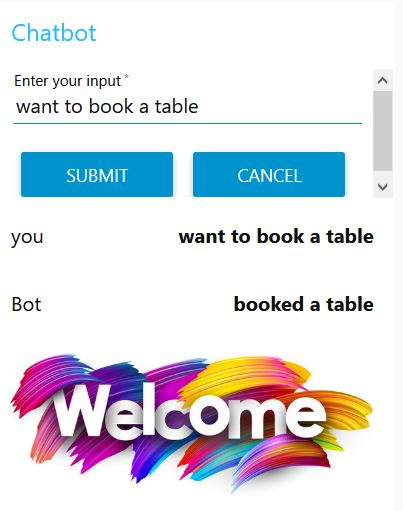 Chatbot
Enter your input *
want to book a table
SUBMIT CANCEL
you want to book a table
Bot booked a table
Welcome